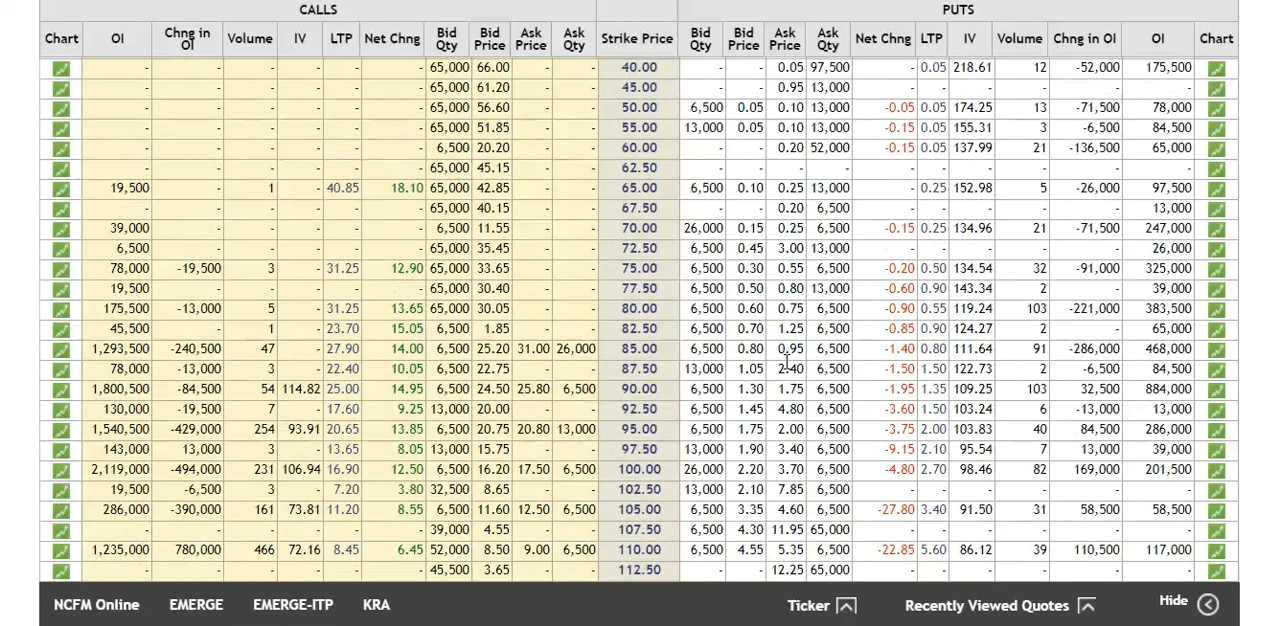 CALLS PUTS
Chart OI Chng in OI Volume IV LTP Net Chng Bid Qty Bid Price Ask Price Ask Qty Strike Price Bid Qty Bid Price Ask Price Ask Qty Net Chng LTP IV Volume Chng in OI OI Chart
- - - - - - 65,000 66.00 - - 40.00 - - 0.05 97,500 - 0.05 218.61 12 -52,000 175,500
- - - - - - 65,000 61.20 - - 45.00 - - 0.95 13,000 - - - - - -
- - - - - - 65,000 56.60 - - 50.00 6,500 0.05 0.10 13,000 -0.05 0.05 174.25 13 -71,500 78,000
- - - - - - 65,000 51.85 - - 55.00 13,000 0.05 0.10 13,000 -0.15 0.05 155.31 3 -6,500 84,500
- - - - - - 6,500 20.20 - - 60.00 - - 0.20 52,000 -0.15 0.05 137.99 21 -136,500 65,000
- - - - - - 65,000 45.15 - - 62.50 - - - - - - - - - -
19,500 - 1 - 40.85 18.10 65,000 42.85 - - 65.00 6,500 0.10 0.25 13,000 - 0.25 152.98 5 -26,000 97,500
- - - - - - 65,000 40.15 - - 67.50 - - 0.20 6,500 - - - - - 13,000
39,000 - - - - - 6,500 11.55 - - 70.00 26,000 0.15 0.25 6,500 -0.15 0.25 134.96 21 -71,500 247,000
6,500 - - - - - 65,000 35.45 - - 72.50 6,500 0.45 3.00 13,000 - - - - - 26,000
78,000 -19,500 3 - 31.25 12.90 65,000 33.65 - - 75.00 6,500 0.30 0.55 6,500 -0.20 0.50 134.54 32 -91,000 325,000
19,500 - - - - - 65,000 30.40 - - 77.50 6,500 0.50 0.80 13,000 -0.60 0.90 143.34 2 - 39,000
175,500 -13,000 5 - 31.25 13.65 65,000 30.05 - - 80.00 6,500 0.60 0.75 6,500 -0.90 0.55 119.24 103 -221,000 383,500
45,500 - 1 - 23.70 15.05 6,500 1.85 - - 82.50 6,500 0.70 1.25 6,500 -0.85 0.90 124.27 2 - 65,000
1,293,500 -240,500 47 - 27.90 14.00 6,500 25.20 31.00 26,000 85.00 6,500 0.80 0.95 6,500 -1.40 0.80 111.64 91 -286,000 468,000
78,000 -13,000 3 - 22.40 10.05 6,500 22.75 - - 87.50 13,000 1.05 2.40 6,500 -1.50 1.50 122.73 2 -6,500 84,500
1,800,500 -84,500 54 114.82 25.00 14.95 6,500 24.50 25.80 6,500 90.00 6,500 1.30 1.75 6,500 -1.95 1.35 109.25 103 32,500 884,000
130,000 -19,500 7 - 17.60 9.25 13,000 20.00 - - 92.50 6,500 1.45 4.80 6,500 -3.60 1.50 103.24 6 -13,000 13,000
1,540,500 -429,000 254 93.91 20.65 13.85 6,500 20.75 20.80 13,000 95.00 6,500 1.75 2.00 6,500 -3.75 2.00 103.83 40 84,500 286,000
143,000 13,000 3 - 13.65 8.05 13,000 15.75 - - 97.50 13,000 1.90 3.40 6,500 -9.15 2.10 95.54 7 13,000 39,000
2,119,000 -494,000 231 106.94 16.90 12.50 6,500 16.20 17.50 6,500 100.00 26,000 2.20 3.70 6,500 -4.80 2.70 98.46 82 169,000 201,500
19,500 -6,500 3 - 7.20 3.80 32,500 8.65 - - 102.50 13,000 2.10 7.85 6,500 - - - - - -
286,000 -390,000 161 73.81 11.20 8.55 6,500 11.60 12.50 6,500 105.00 6,500 3.35 4.60 6,500 -27.80 3.40 91.50 31 58,500 58,500
- - - - - - 39,000 4.55 - - 107.50 6,500 4.30 11.95 65,000 - - - - - -
1,235,000 780,000 466 72.16 8.45 6.45 52,000 8.50 9.00 6,500 110.00 6,500 4.55 5.35 6,500 -22.85 5.60 86.12 39 110,500 117,000
- - - - - - 45,500 3.65 - - 112.50 - - 12.25 65,000 - - - - - -
NCFM Online EMERGE EMERGE-ITP KRA Ticker Recently Viewed Quotes Hide